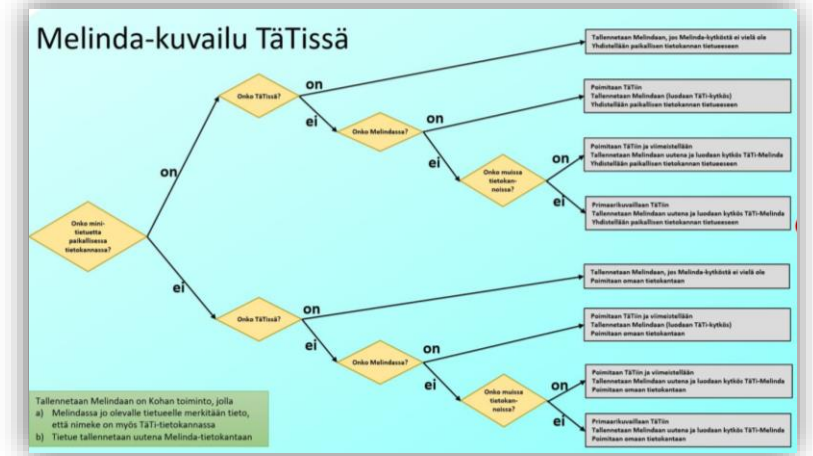 Melinda-kuvailu TäTissä
Tallennetaan Melindaan, jos Melinda-kytköstä ei vielä ole
Yhdistellään paikallisen tietokannan tietueeseen
on
Onko TäTissä?
ei
Poimitaan TäTiin
Tallennetaan Melindaan (luodaan TäTi-kytkös)
Yhdistellään paikallisen tietokannan tietueeseen
on
Onko Melindassa?
ei
Poimitaan TäTiin ja viimeistellään
Tallennetaan Melindaan uutena ja luodaan kytkös TäTi-Melinda
Yhdistellään paikallisen tietokannan tietueeseen
on
on
Onko muissa
tietokan-
noissa?
ei
Primaarikuvaillaan TäTiin
Tallennetaan Melindaan uutena ja luodaan kytkös TäTi-Melinda
Yhdistellään paikallisen tietokannan tietueeseen
Onko mini-
tietuetta
paikallisessa
tietokannassa?
ei
Tallennetaan Melindaan, jos Melinda-kytköstä ei vielä ole
Poimitaan omaan tietokantaan
on
Onko TäTissä?
ei
Poimitaan TäTiin ja viimeistellään
Tallennetaan Melindaan (luodaan TäTi-kytkös)
Poimitaan omaan tietokantaan
on
Onko Melindassa?
ei
Poimitaan TäTiin ja viimeistellään
Tallennetaan Melindaan uutena ja luodaan kytkös TäTi-Melinda
Poimitaan omaan tietokantaan
on
Onko muissa
tietokan-
noissa?
ei
Primaarikuvaillaan TäTiin
Tallennetaan Melindaan uutena ja luodaan kytkös TäTi-Melinda
Poimitaan omaan tietokantaan
Tallennetaan Melindaan on Kohan toiminto, jolla
a) Melindassa jo olevalle tietueelle merkitään tieto,
että nimeke on myös TäTi-tietokannassa
b) Tietue tallennetaan uutena Melinda-tietokantaan